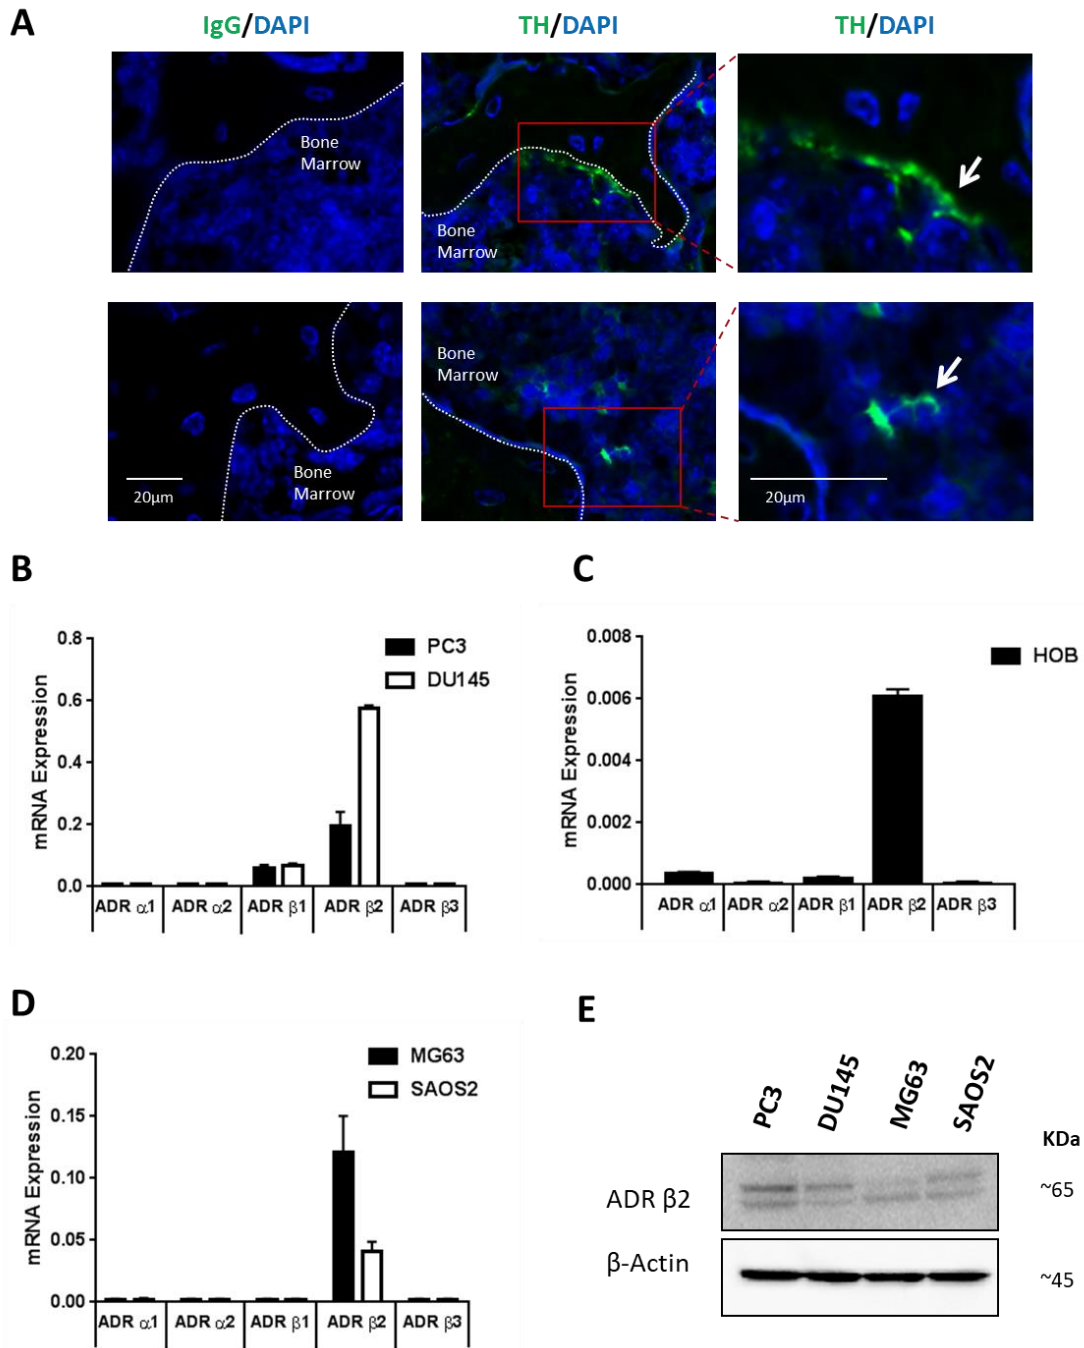 A
IgG/DAPI
TH/DAPI
TH/DAPI
Bone
Marrow
Bone
Marrow
Bone
Marrow
20µm
Bone
Marrow
20µm
B
0.8
0.6
0.4
0.2
0.0
mRNA Expression
PC3
DU145
ADR α1
ADR α2
ADR β1
ADR β2
ADR β3
C
0.008
0.006
0.004
0.002
0.000
mRNA Expression
HOB
ADR α1
ADR α2
ADR β1
ADR β2
ADR β3
D
0.20
0.15
0.10
0.05
0.00
mRNA Expression
MG63
SAOS2
ADR α1
ADR α2
ADR β1
ADR β2
ADR β3
E
PC3
DU145
MG63
SAOS2
KDa
ADR β2
~65
β-Actin
~45